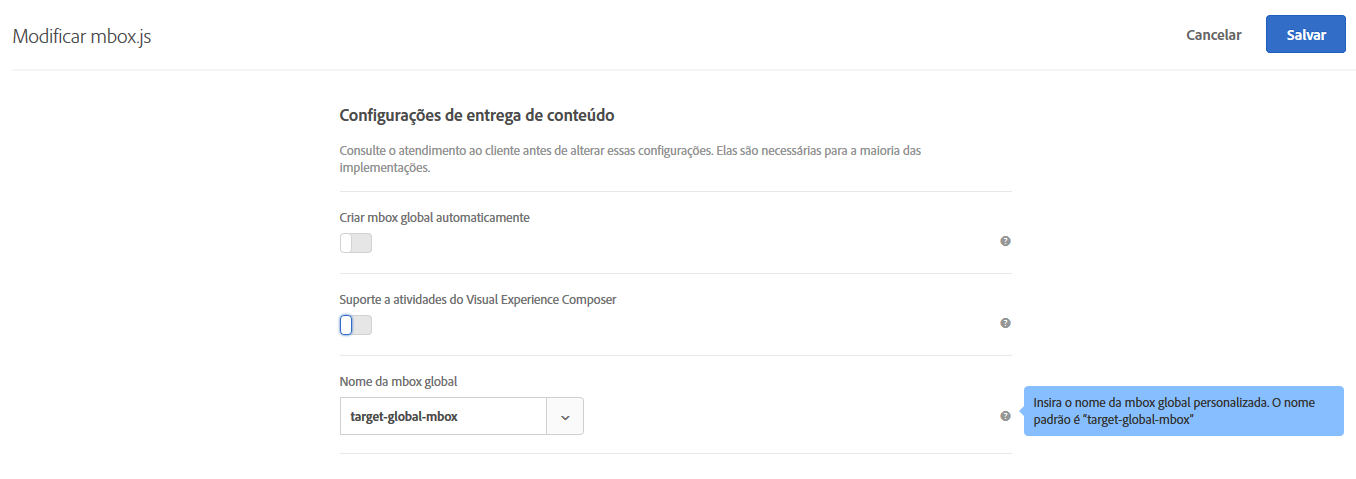 Modificar mbox.js
Cancelar
Salvar
Configurações de entrega de conteúdo
Consulte o atendimento ao cliente antes de alterar essas configurações. Elas são necessárias para a maioria das
implementações.
Criar mbox global automaticamente
?
Suporte a atividades do Visual Experience Composer
?
Nome da mbox global
target-global-mbox
?
Insira o nome da mbox global personalizada. O nome
padrão é "target-global-mbox"